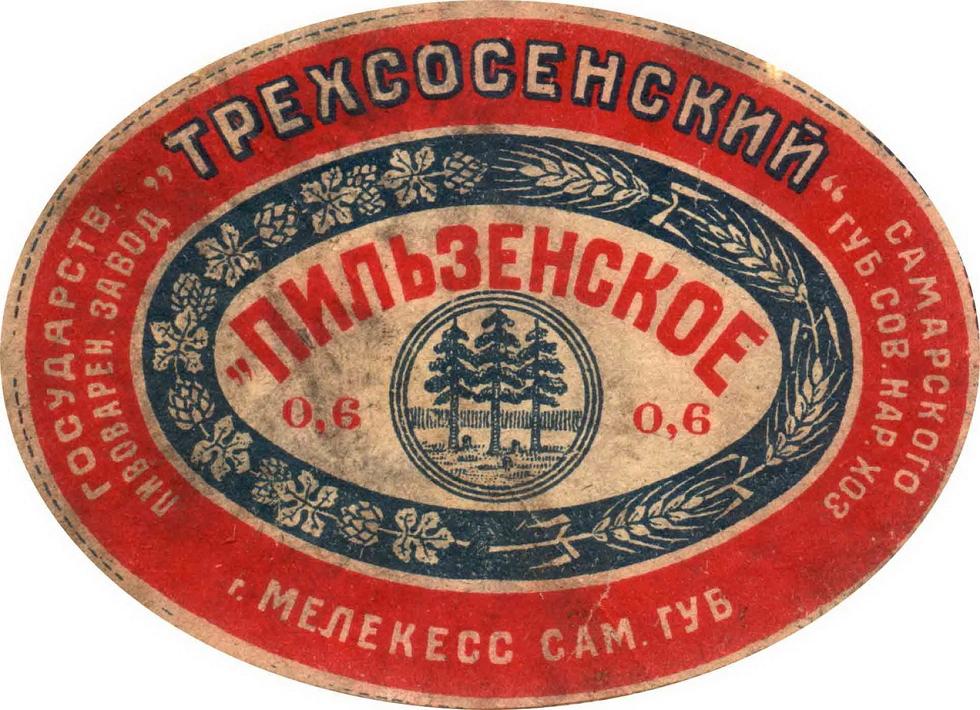 ГОСУДАРСТВ.
ПИВОВАРЕН. ЗАВОД
„ТРЕХСОСЕНСКИЙ“
САМАРСКОГО
ГУБ. СОВ. НАР. ХОЗ
„ПИЛЬЗЕНСКОЕ
0,6 0,6
г. МЕЛЕКЕСС САМ. ГУБ